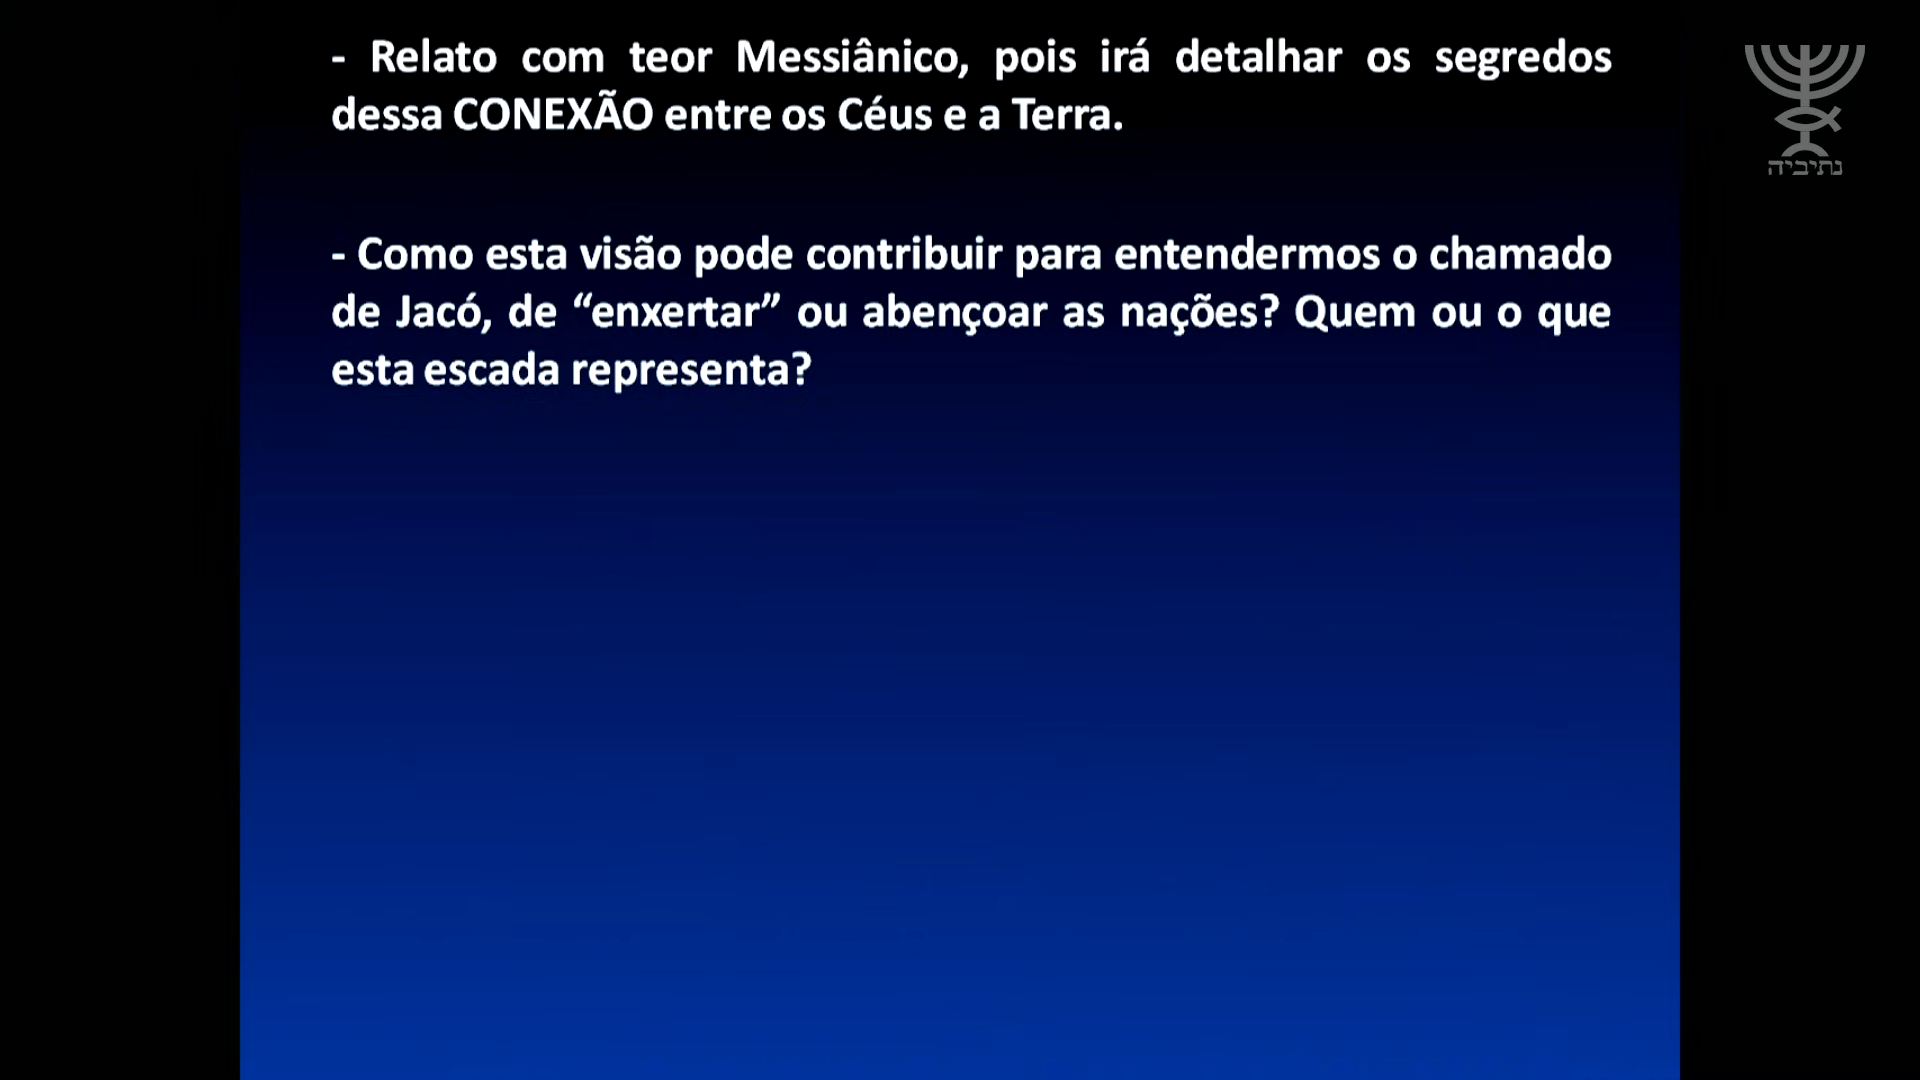 - Relato com teor Messiânico, pois irá detalhar os segredos
dessa CONEXÃO entre os Céus e a Terra.
- Como esta visão pode contribuir para entendermos o chamado
de Jacó, de “enxertar” ou abençoar as nações? Quem ou o que
esta escada representa?
נתיביה